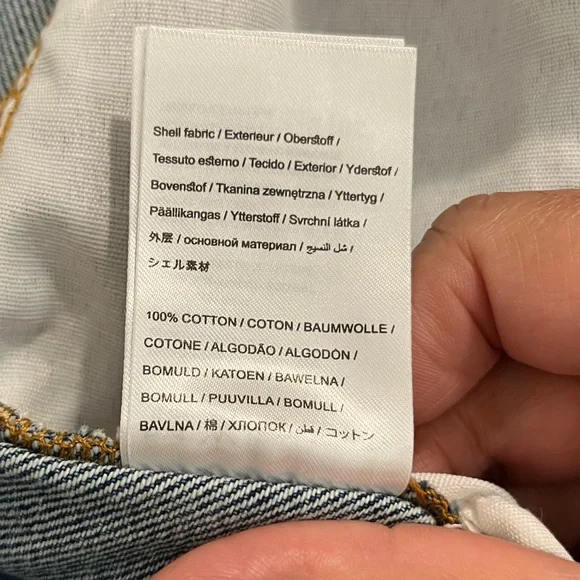 Shell fabric / Exterieur / Oberstoff /
Tessuto esterno / Tecido / Exterior / Yderstof /
Bovenstof / Tkanina zewnętrzna / Yttertyg /
Päällikangas / Ytterstoff / Svrchní látka /
外层 / основной материал / شل النسيج /
シェル素材
100% COTTON / COTON / BAUMWOLLE /
COTONE / ALGODÃO / ALGODÓN /
BOMULD / KATOEN / BAWEŁNA /
BOMULL / PUUVILLA / BOMULL /
BAVLNA / 棉 / ХЛОПОК / قطن / コットン